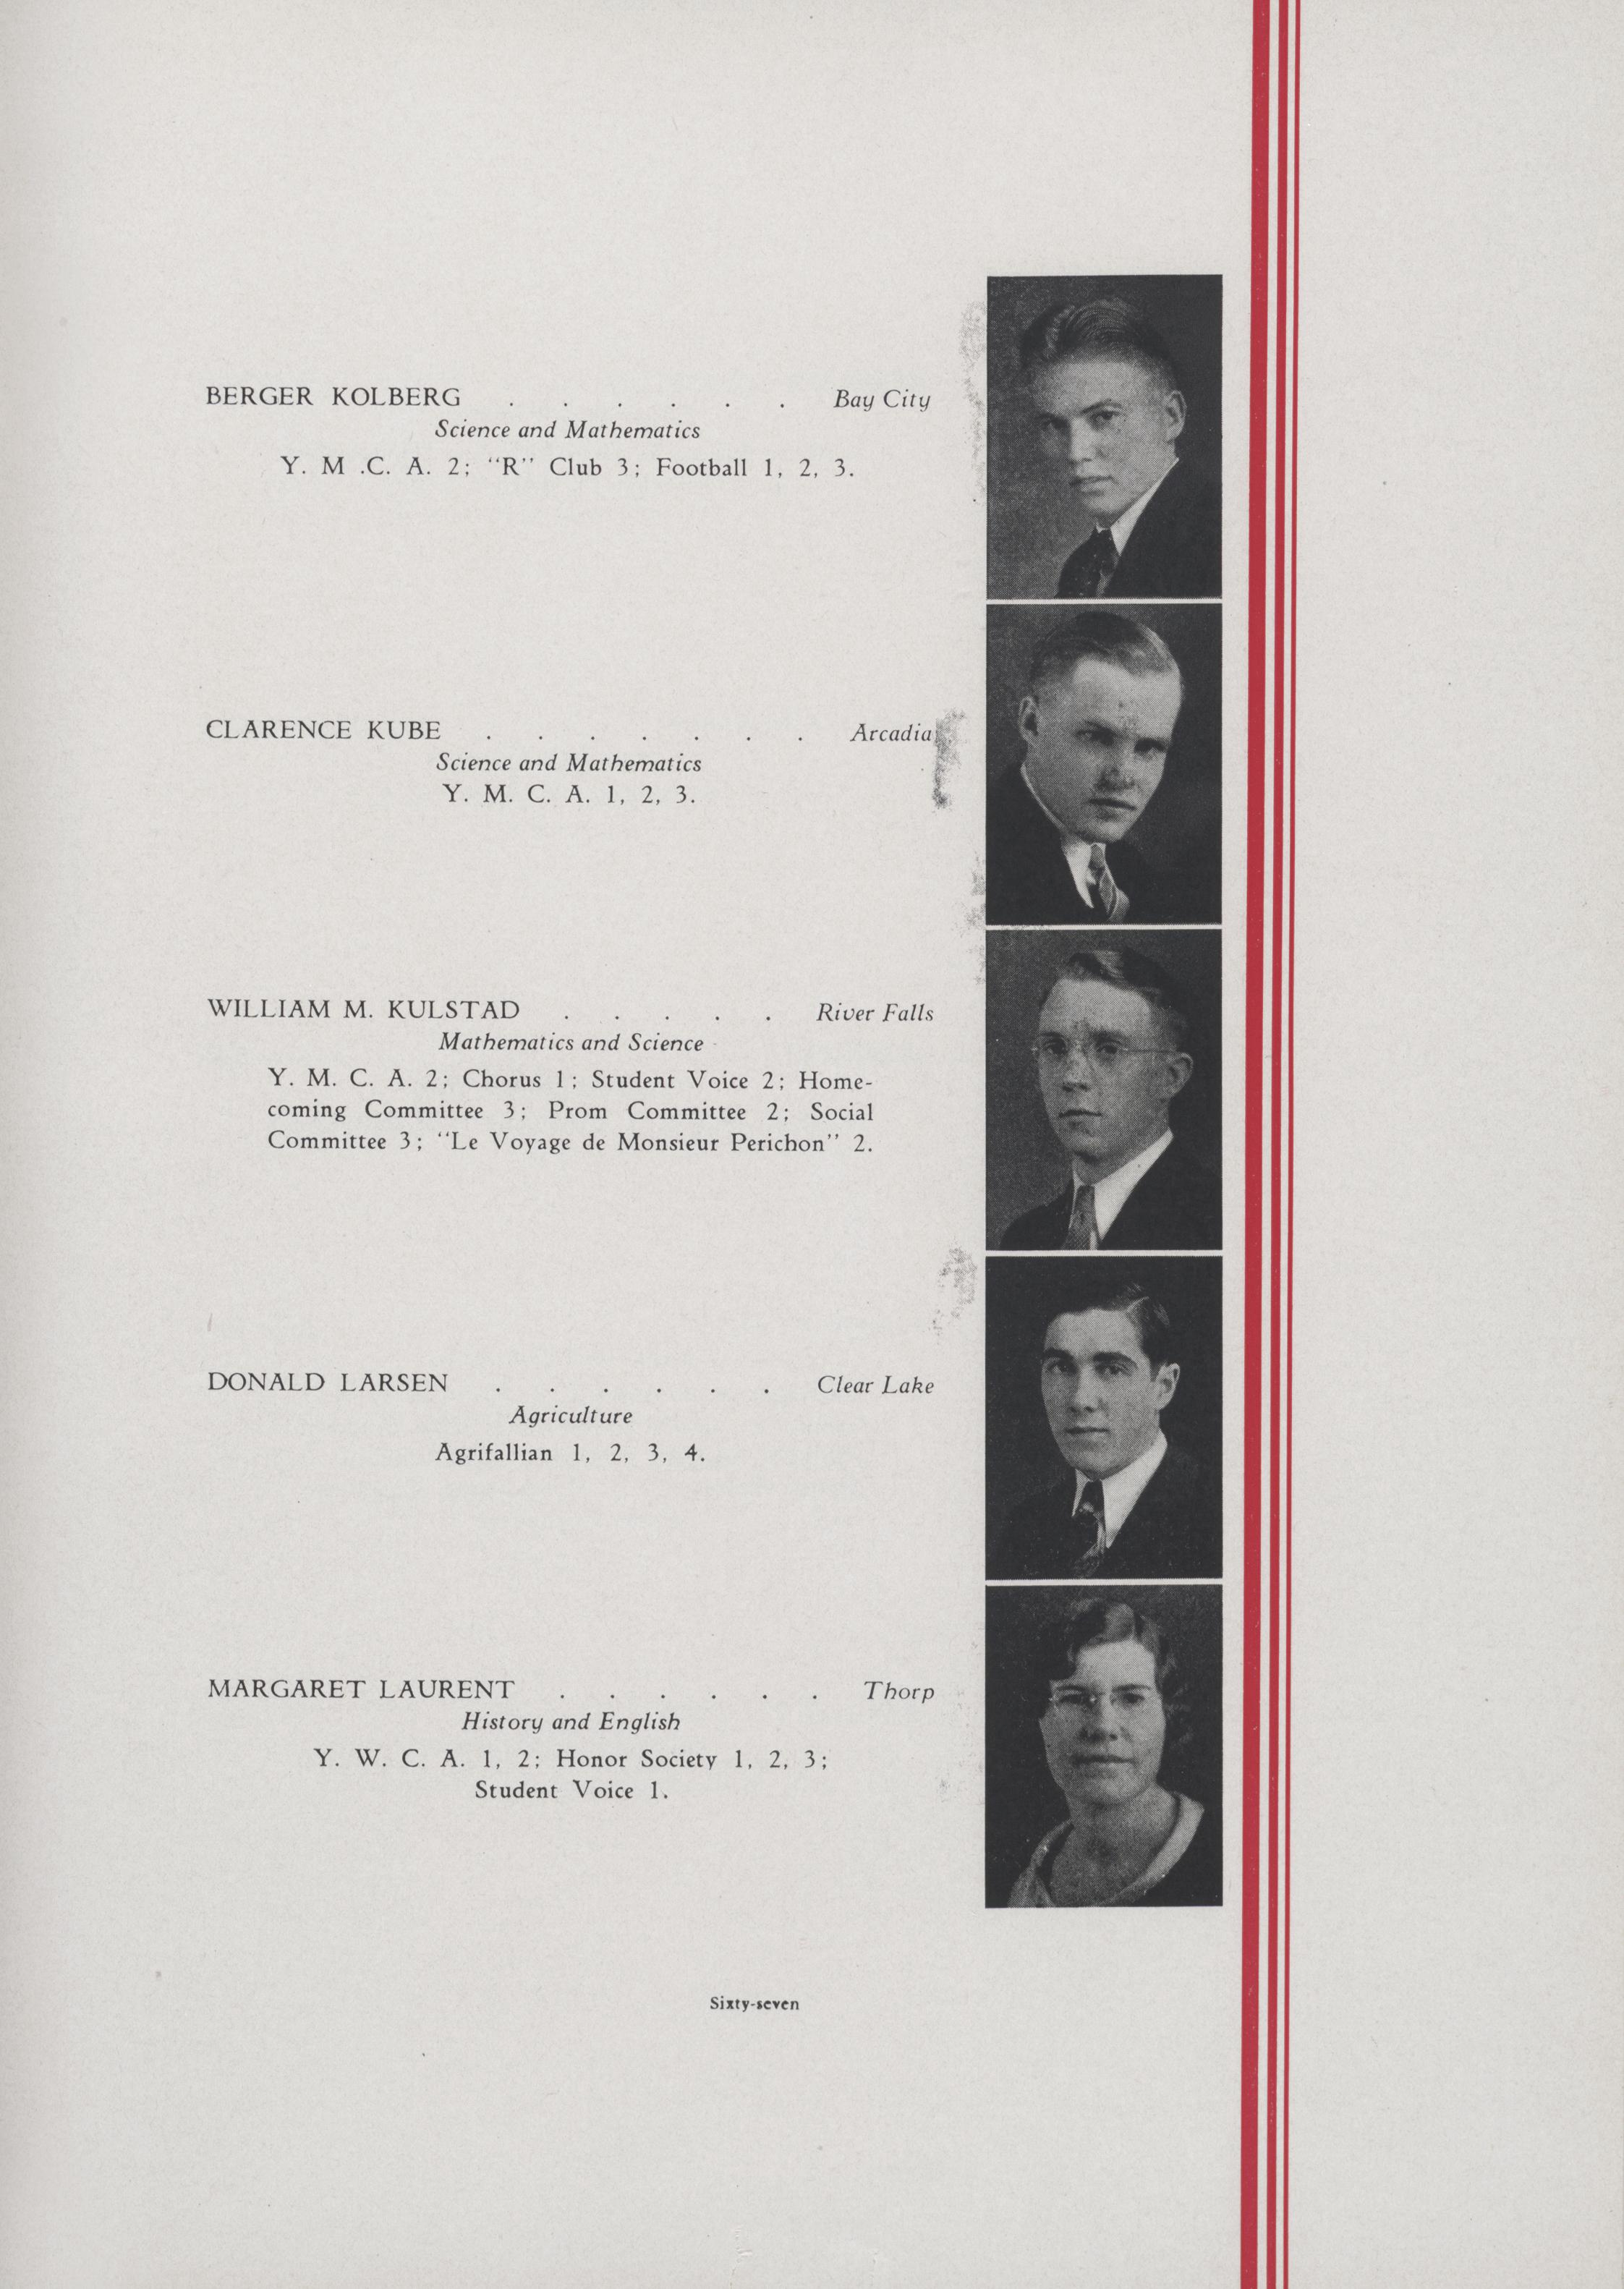 BERGER KOLBERG . . . . . . Bay City
Science and Mathematics
Y. M .C. A. 2; "R" Club 3; Football 1, 2, 3.
CLARENCE KUBE . . . . . . . Arcadia
Science and Mathematics
Y. M. C. A. 1, 2, 3.
WILLIAM M. KULSTAD . . . . . River Falls
Mathematics and Science
Y. M. C. A. 2; Chorus 1; Student Voice 2; Home-
coming Committee 3; Prom Committee 2; Social
Committee 3; "Le Voyage de Monsieur Perichon" 2.
DONALD LARSEN . . . . . . Clear Lake
Agriculture
Agrifallian 1, 2, 3, 4.
MARGARET LAURENT . . . . . . Thorp
History and English
Y. W. C. A. 1, 2; Honor Society 1, 2, 3;
Student Voice 1.
Sixty-seven